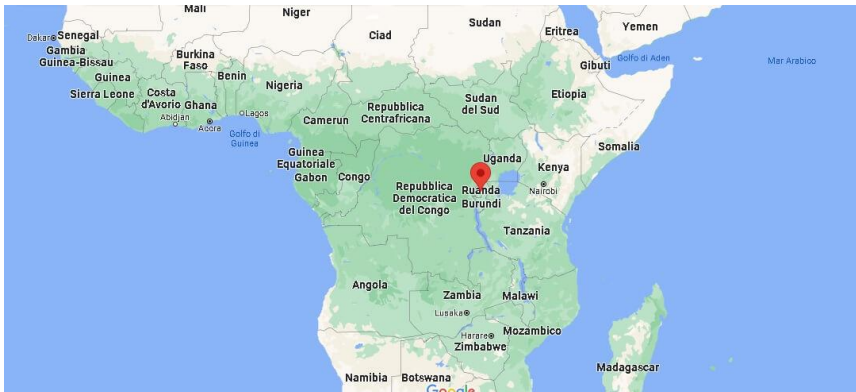 Mali
Niger
Sudan
Eritrea
Yemen
Dakar
Senegal
Gambia
Guinea-Bissau
Burkina
Faso
Ciad
Gibuti
Golfo di Aden
Mar Arabico
Guinea
Benin
Nigeria
Sierra Leone
Costa
d'Avorio
Ghana
Abidjan
Accra
Lagos
Golfo di
Guinea
Camerun
Repubblica
Centrafricana
Sudan
del Sud
Etiopia
Somalia
Guinea
Equatoriale
Gabon
Congo
Uganda
Kenya
Nairobi
Repubblica
Democratica
del Congo
Ruanda
Burundi
Tanzania
Angola
Zambia
Malawi
Lusaka
Harare
Mozambico
Zimbabwe
Madagascar
Namibia
Botswana
Google